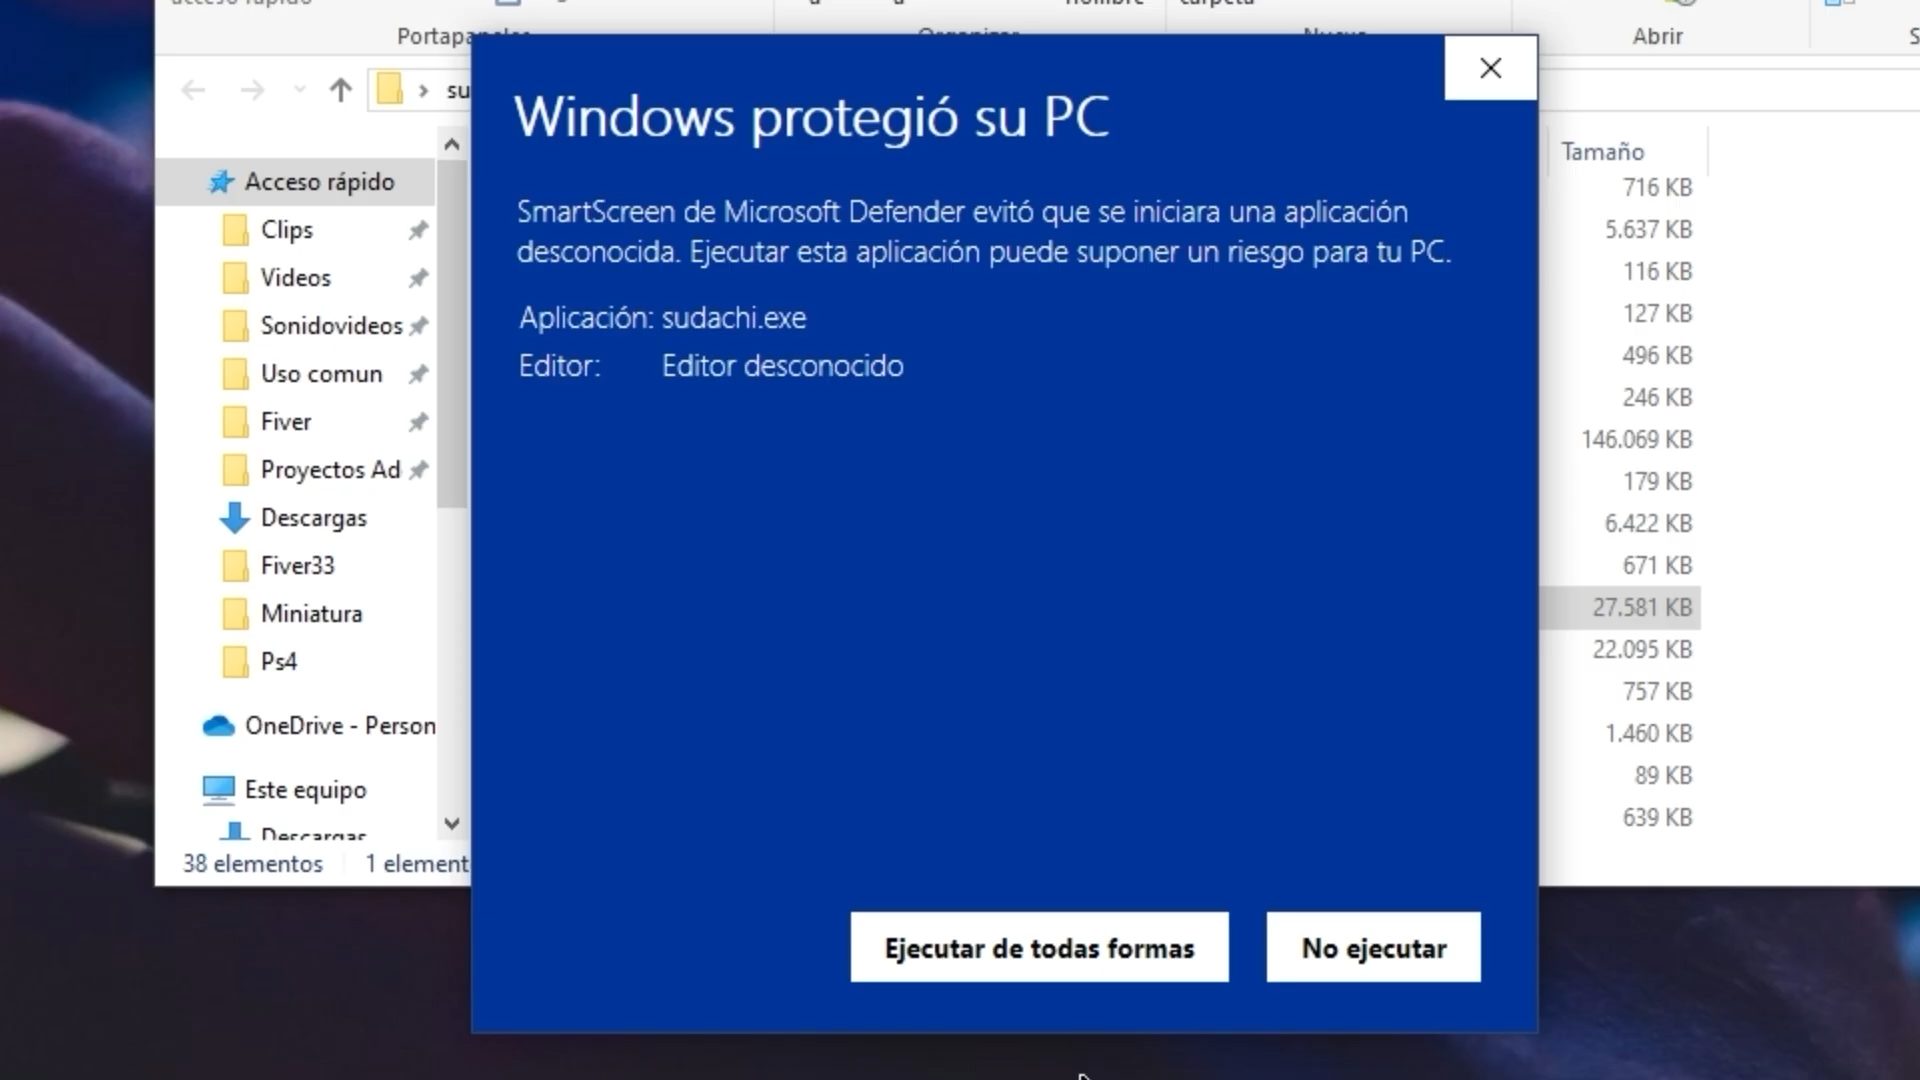 Portapapeles
Organizar
Nuevo
Abrir
su
Windows protegió su PC
SmartScreen de Microsoft Defender evitó que se iniciara una aplicación
desconocida. Ejecutar esta aplicación puede suponer un riesgo para tu PC.
Aplicación: sudachi.exe
Editor: Editor desconocido
Ejecutar de todas formas
No ejecutar
Acceso rápido
Clips
Videos
Sonidovideos
Uso comun
Fiver
Proyectos Ad
Descargas
Fiver33
Miniatura
Ps4
OneDrive - Person
Este equipo
Descargas
38 elementos
1 element
Tamaño
716 KB
5.637 KB
116 KB
127 KB
496 KB
246 KB
146.069 KB
179 KB
6.422 KB
671 KB
27.581 KB
22.095 KB
757 KB
1.460 KB
89 KB
639 KB